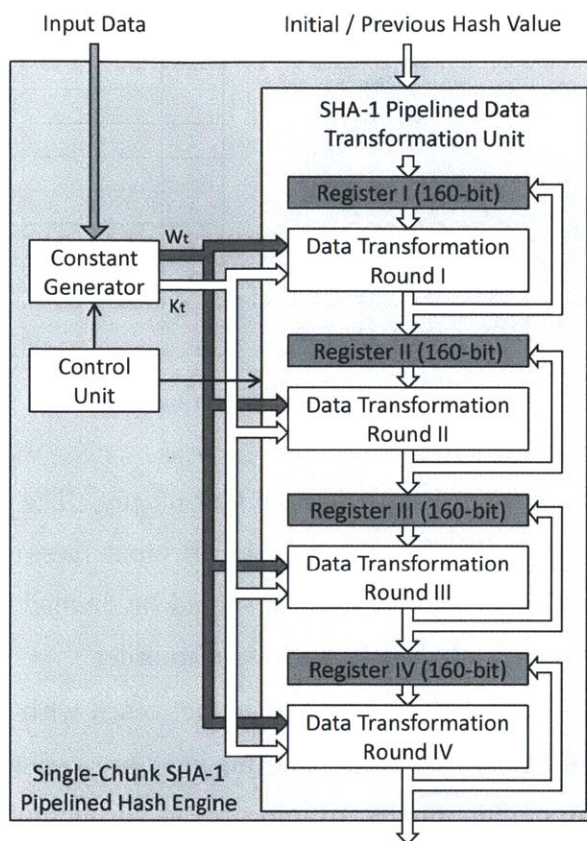 Input Data
Initial / Previous Hash Value
SHA-1 Pipelined Data
Transformation Unit
Register I (160-bit)
Wt
Data Transformation
Round I
Constant
Generator
Kt
Control
Unit
Register II (160-bit)
Data Transformation
Round II
Register III (160-bit)
Data Transformation
Round III
Register IV (160-bit)
Data Transformation
Round IV
Single-Chunk SHA-1
Pipelined Hash Engine